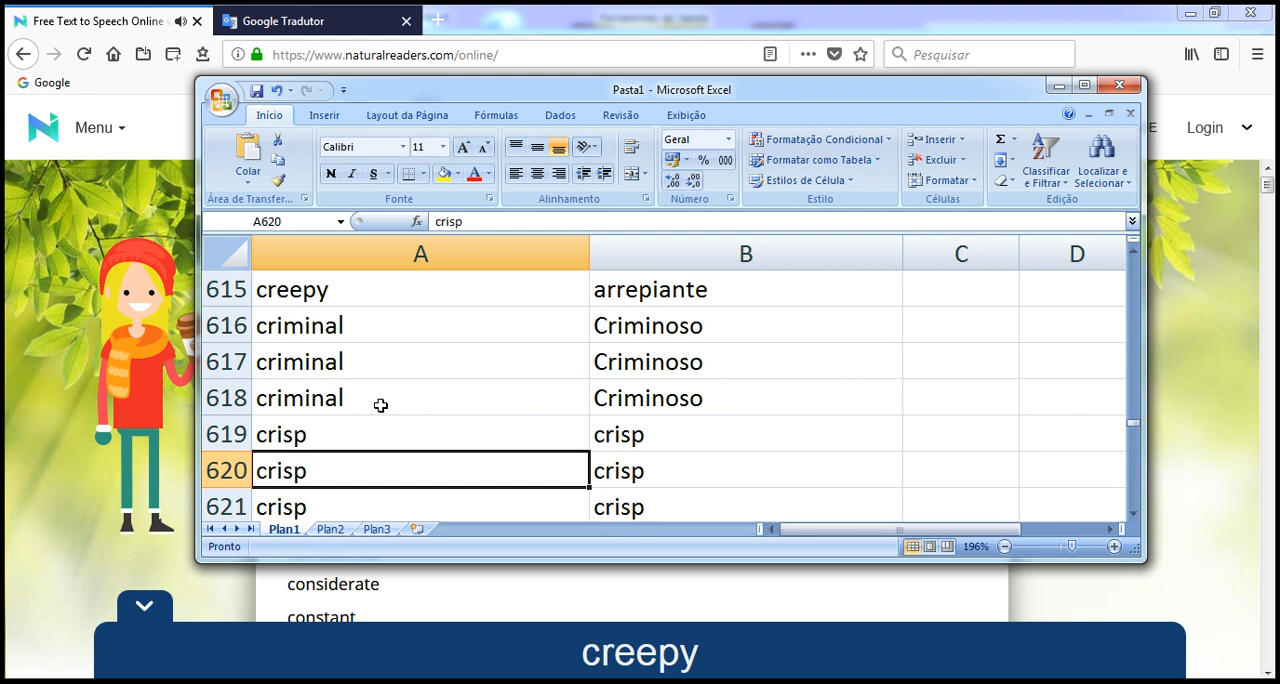 Free Text to Speech Online
Google Tradutor
https://www.naturalreaders.com/online/
Pesquisar
Google
Menu
Login
Pasta1 - Microsoft Excel
Início Inserir Layout da Página Fórmulas Dados Revisão Exibição
Colar
Área de Transfer...
Calibri 11
N I S
Fonte
Alinhamento
Geral
% 000
Número
Formatação Condicional
Formatar como Tabela
Estilos de Célula
Estilo
Inserir
Excluir
Formatar
Células
Σ
Classificar
e Filtrar
Localizar e
Selecionar
Edição
A620 fx crisp
A B C D
615 creepy arrepiante
616 criminal Criminoso
617 criminal Criminoso
618 criminal Criminoso
619 crisp crisp
620 crisp crisp
621 crisp crisp
Plan1 Plan2 Plan3
Pronto 196%
considerate
constant
creepy